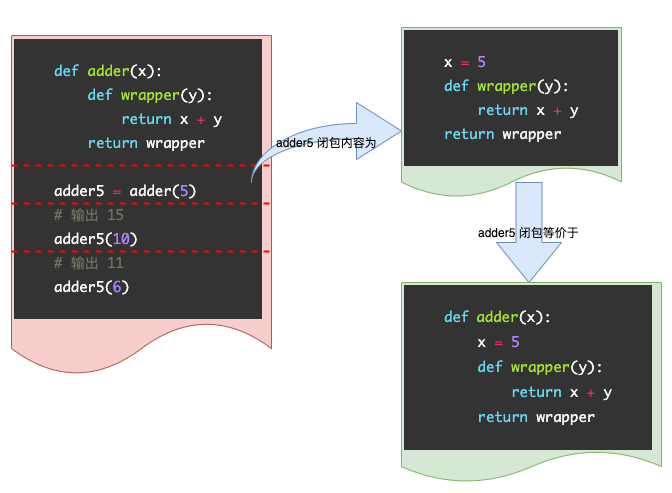 def adder(x):
    def wrapper(y):
        return x + y
    return wrapper
adder5 = adder(5)
# 输出 15
adder5(10)
# 输出 11
adder5(6)
adder5 闭包内容为
x = 5
def wrapper(y):
    return x + y
return wrapper
adder5 闭包等价于
def adder(x):
    x = 5
    def wrapper(y):
        return x + y
    return wrapper